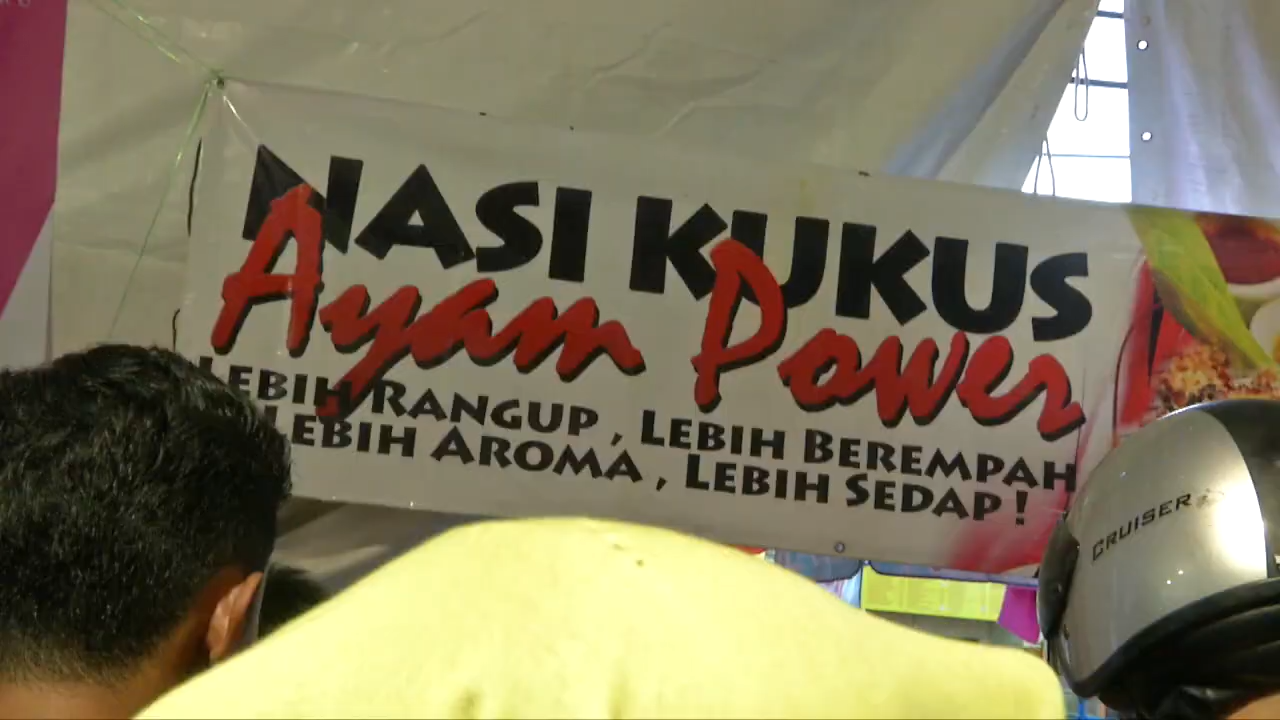 NASI KUKUS
Ayam Power
LEBIH RANGUP , LEBIH BEREMPAH
LEBIH AROMA , LEBIH SEDAP !
CRUISER